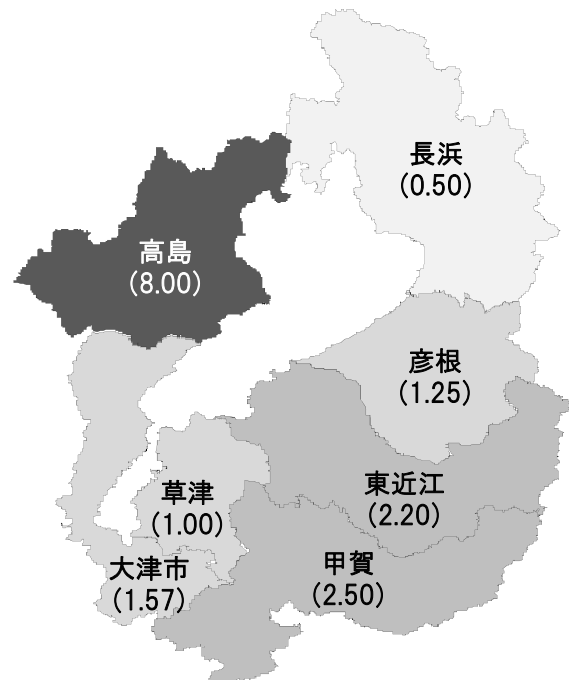 長浜
(0.50)
高島
(8.00)
彦根
(1.25)
東近江
(2.20)
草津
(1.00)
甲賀
(2.50)
大津市
(1.57)